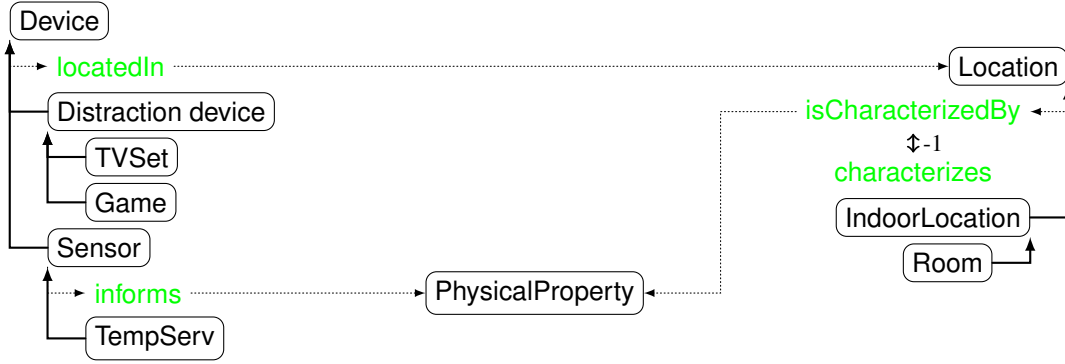 Device
locatedIn
Location
Distraction device
isCharacterizedBy
TVSet
-1
characterizes
Game
IndoorLocation
Sensor
Room
informs
PhysicalProperty
TempServ